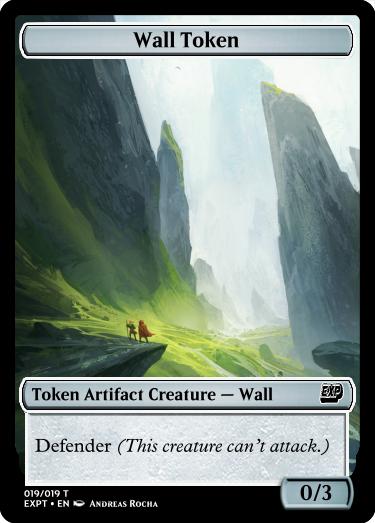 Wall Token
Token Artifact Creature — Wall
EXP
Defender (This creature can't attack.)
0/3
019/019 T
EXPT • EN Andreas Rocha